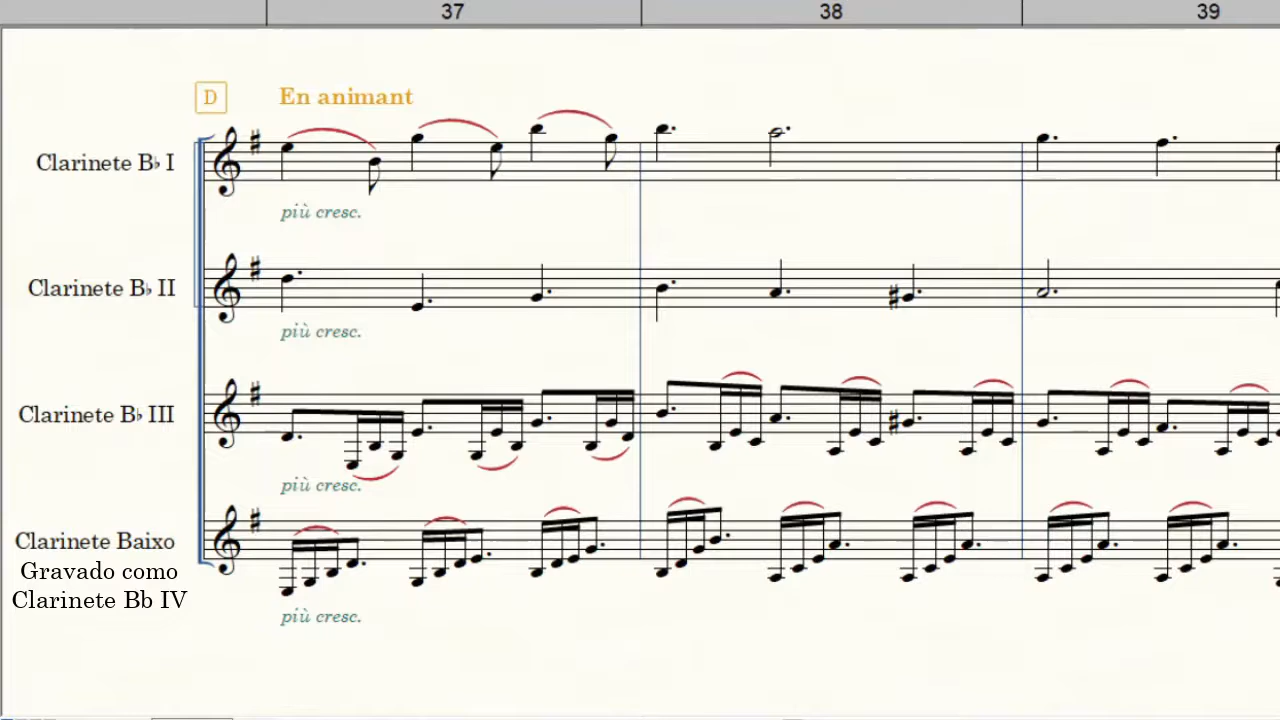 37 38 39
D En animant
Clarinete B♭ I
più cresc.
Clarinete B♭ II
più cresc.
Clarinete B♭ III
più cresc.
Clarinete Baixo
Gravado como
Clarinete Bb IV
più cresc.